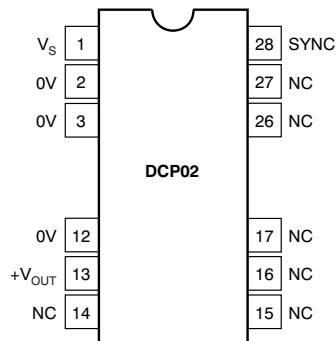 V_S 1 28 SYNC
0V 2 27 NC
0V 3 26 NC
DCP02
0V 12 17 NC
+V_OUT 13 16 NC
NC 14 15 NC